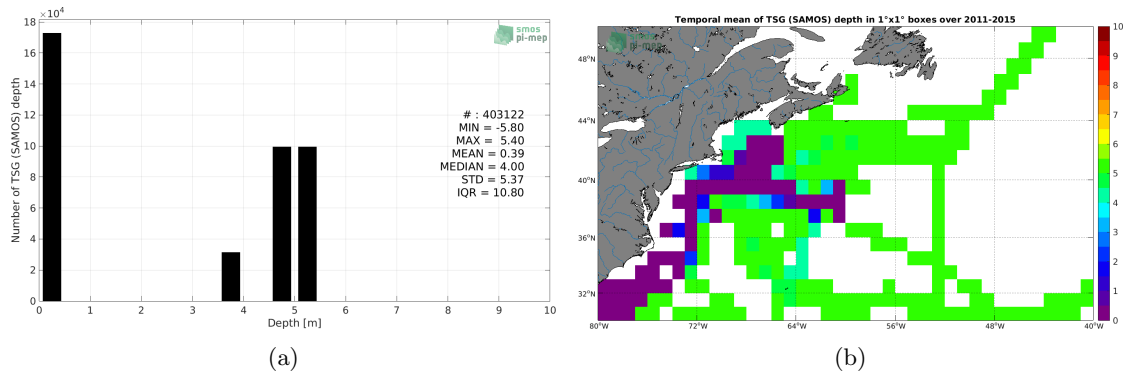 ×10⁴
18
16
14
12
10
8
6
4
2
0
Number of TSG (SAMOS) depth
0 1 2 3 4 5 6 7 8 9 10
Depth [m]
smos
pi-mep
# : 403122
MIN = -5.80
MAX = 5.40
MEAN = 0.39
MEDIAN = 4.00
STD = 5.37
IQR = 10.80
(a)
Temporal mean of TSG (SAMOS) depth in 1°x1° boxes over 2011-2015
smos
pi-mep
48°N
44°N
40°N
36°N
32°N
80°W 72°W 64°W 56°W 48°W 40°W
10
9
8
7
6
5
4
3
2
1
0
(b)